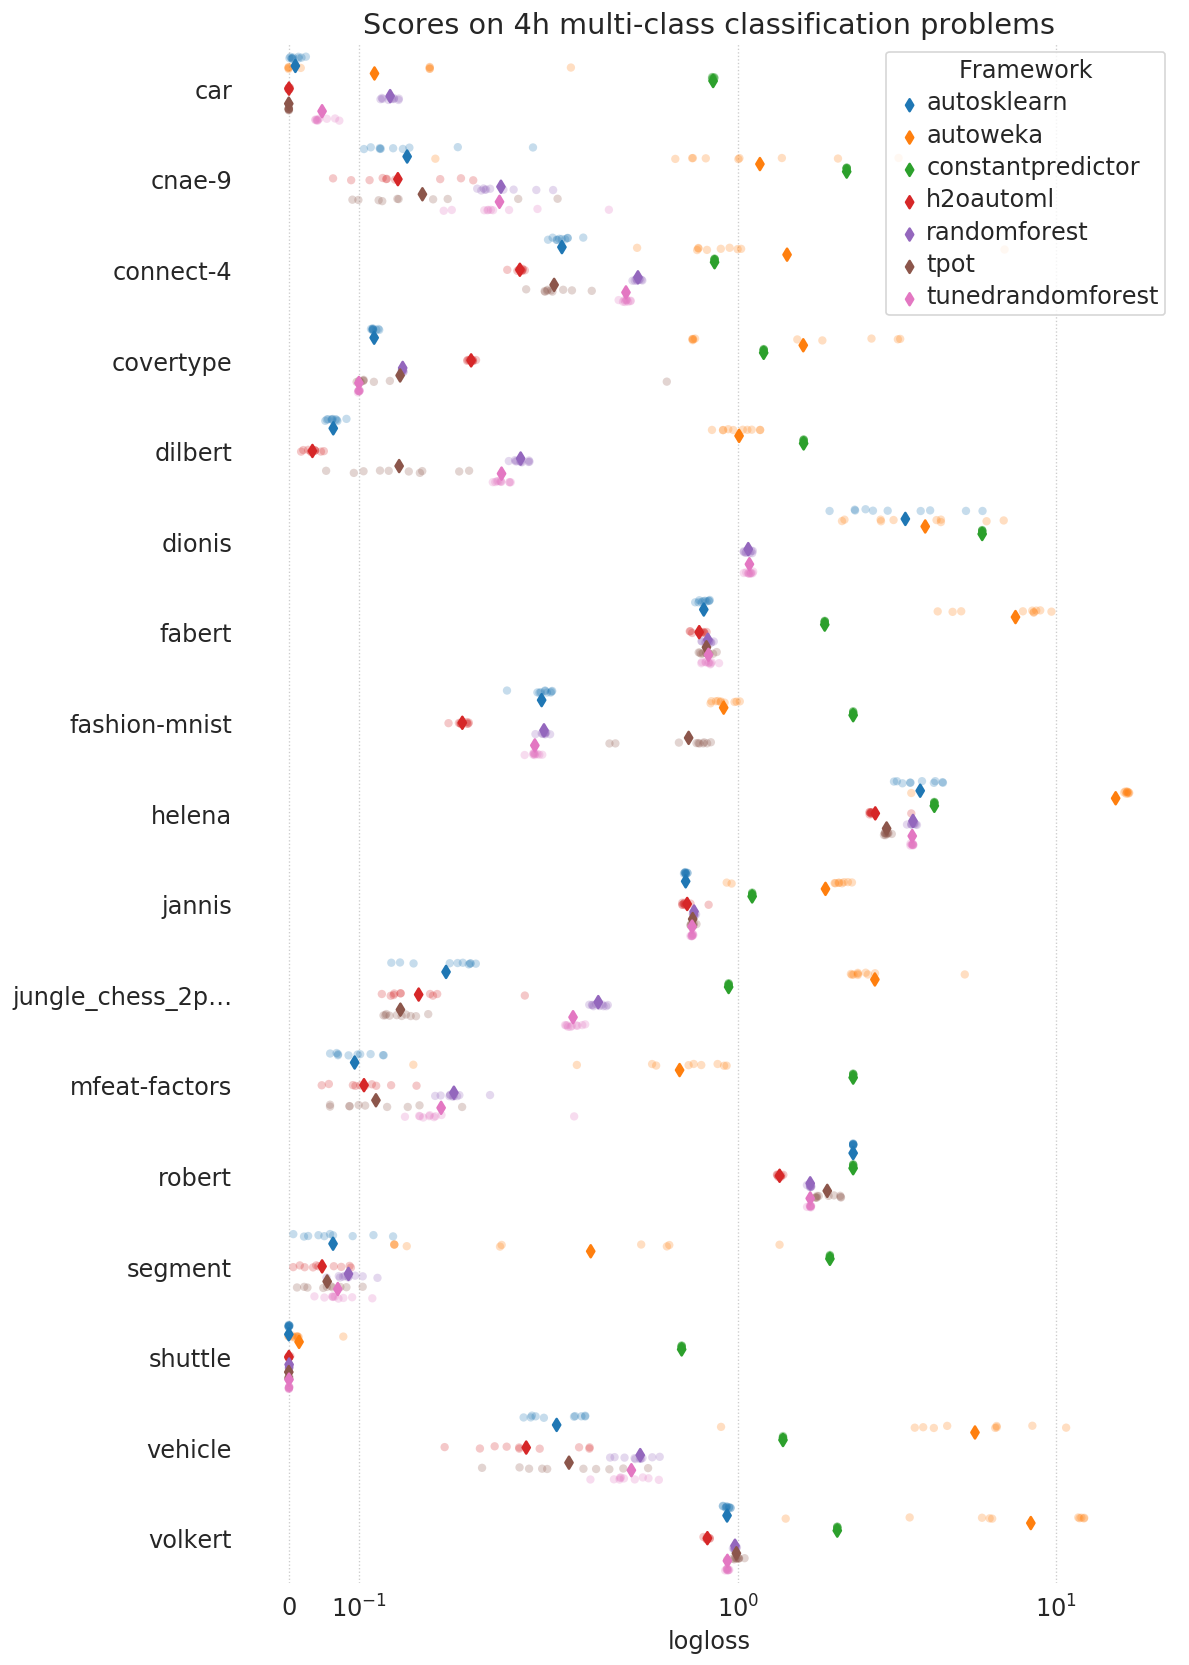 Scores on 4h multi-class classification problems
Framework
autosklearn
autoweka
constantpredictor
h2oautoml
randomforest
tpot
tunedrandomforest
car
cnae-9
connect-4
covertype
dilbert
dionis
fabert
fashion-mnist
helena
jannis
jungle_chess_2p...
mfeat-factors
robert
segment
shuttle
vehicle
volkert
0 10⁻¹ 10⁰ 10¹
logloss